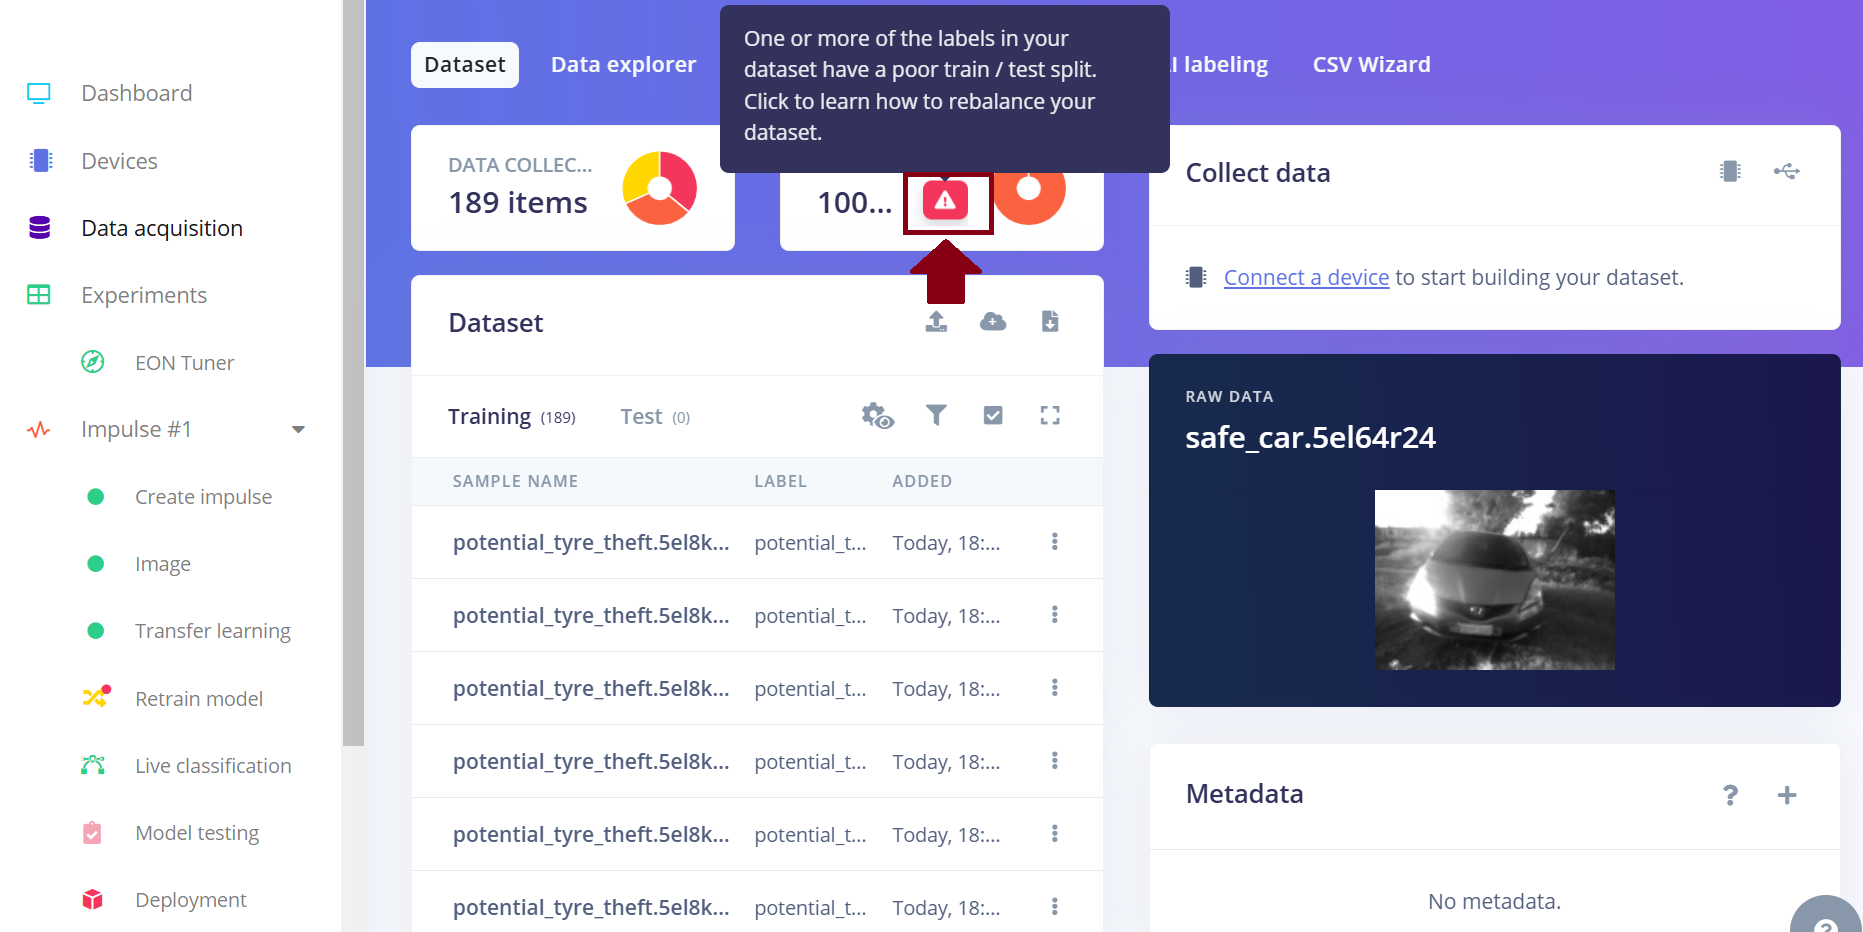 Dashboard
Devices
Data acquisition
Experiments
EON Tuner
Impulse #1
Create impulse
Image
Transfer learning
Retrain model
Live classification
Model testing
Deployment
Dataset
Data explorer
One or more of the labels in your
dataset have a poor train / test split.
Click to learn how to rebalance your
dataset.
labeling
CSV Wizard
DATA COLLEC...
189 items
100...
Dataset
Training (189)
Test (0)
SAMPLE NAME LABEL ADDED
potential_tyre_theft.5el8k... potential_t... Today, 18:...
potential_tyre_theft.5el8k... potential_t... Today, 18:...
potential_tyre_theft.5el8k... potential_t... Today, 18:...
potential_tyre_theft.5el8k... potential_t... Today, 18:...
potential_tyre_theft.5el8k... potential_t... Today, 18:...
potential_tyre_theft.5el8k... potential_t... Today, 18:...
Collect data
Connect a device to start building your dataset.
RAW DATA
safe_car.5el64r24
Metadata
?
+
No metadata.
?